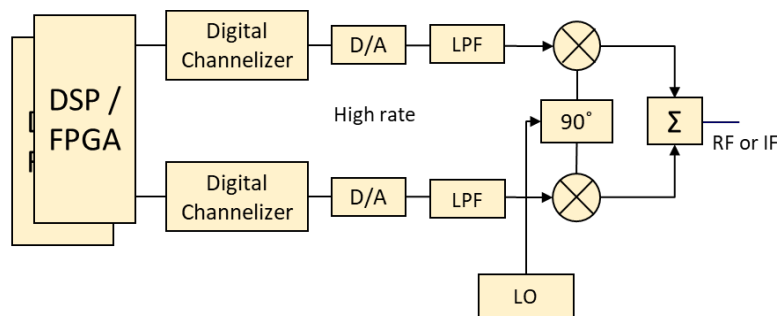 Digital
Channelizer
D/A
LPF
DSP /
FPGA
High rate
90°
Σ
RF or IF
Digital
Channelizer
D/A
LPF
LO